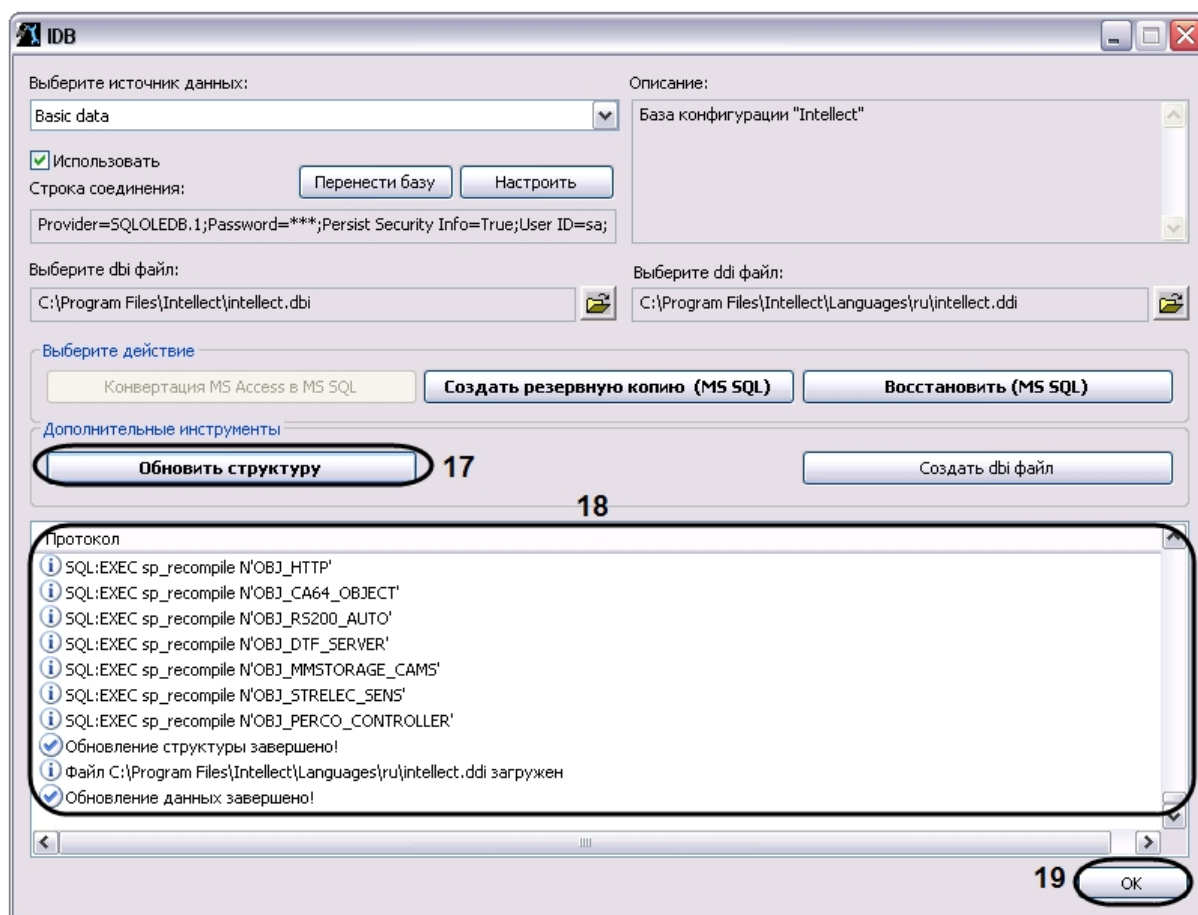 IDB
Выберите источник данных:
Описание:
Basic data
База конфигурации "Intellect"
Использовать
Строка соединения:
Перенести базу
Настроить
Provider=SQLOLEDB.1;Password=***;Persist Security Info=True;User ID=sa;
Выберите dbi файл:
Выберите ddi файл:
C:\Program Files\Intellect\intellect.dbi
C:\Program Files\Intellect\Languages\ru\intellect.ddi
Выберите действие
Конвертация MS Access в MS SQL
Создать резервную копию (MS SQL)
Восстановить (MS SQL)
Дополнительные инструменты
Обновить структуру
17
Создать dbi файл
18
Протокол
SQL:EXEC sp_recompile N'OBJ_HTTP'
SQL:EXEC sp_recompile N'OBJ_CA64_OBJECT'
SQL:EXEC sp_recompile N'OBJ_RS200_AUTO'
SQL:EXEC sp_recompile N'OBJ_DTF_SERVER'
SQL:EXEC sp_recompile N'OBJ_MMSTORAGE_CAMS'
SQL:EXEC sp_recompile N'OBJ_STRELEC_SENS'
SQL:EXEC sp_recompile N'OBJ_PERCO_CONTROLLER'
Обновление структуры завершено!
Файл C:\Program Files\Intellect\Languages\ru\intellect.ddi загружен
Обновление данных завершено!
19
OK